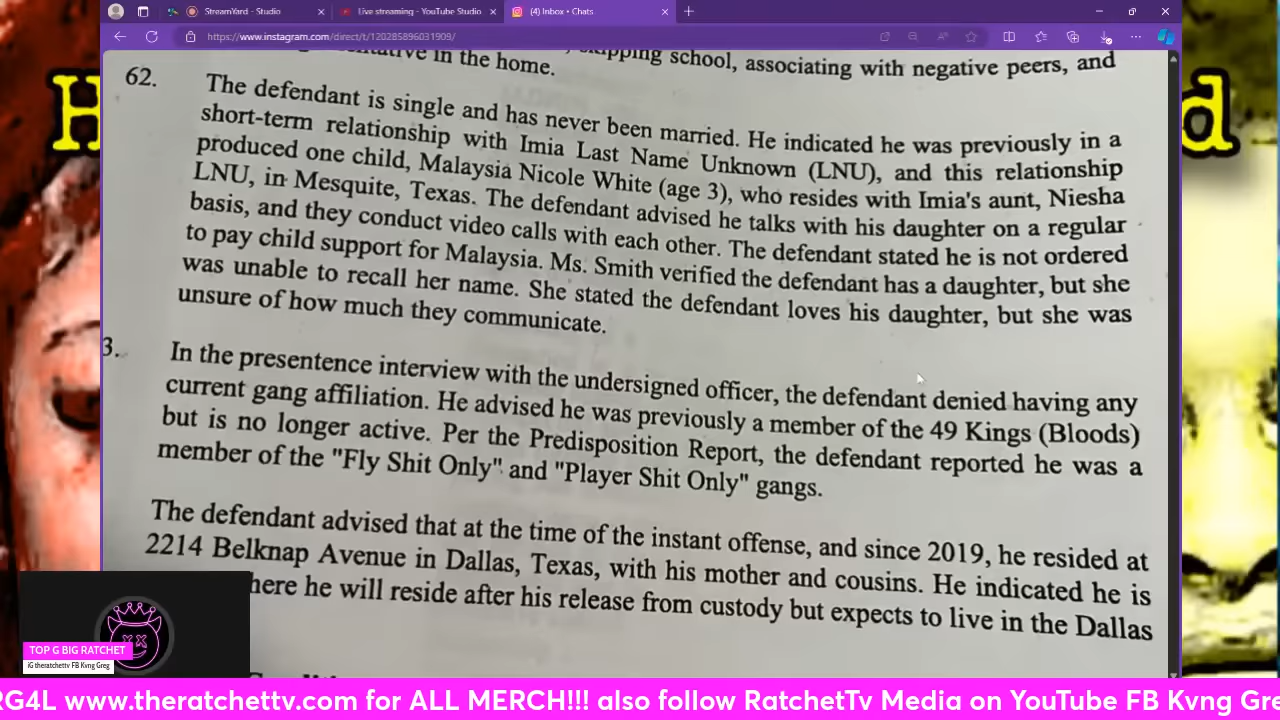 StreamYard - Studio
Live streaming - YouTube Studio
(4) Inbox • Chats
https://www.instagram.com/direct/t/120285896031909/
in the home.
skipping school, associating with negative peers, and
62.
The defendant is single and has never been married. He indicated he was previously in a
short-term relationship with Imia Last Name Unknown (LNU), and this relationship
produced one child, Malaysia Nicole White (age 3), who resides with Imia's aunt, Niesha
LNU, in Mesquite, Texas. The defendant advised he talks with his daughter on a regular
basis, and they conduct video calls with each other. The defendant stated he is not ordered
to pay child support for Malaysia. Ms. Smith verified the defendant has a daughter, but she
was unable to recall her name. She stated the defendant loves his daughter, but she was
unsure of how much they communicate.
3.
In the presentence interview with the undersigned officer, the defendant denied having any
current gang affiliation. He advised he was previously a member of the 49 Kings (Bloods)
but is no longer active. Per the Predisposition Report, the defendant reported he was a
member of the "Fly Shit Only" and "Player Shit Only" gangs.
The defendant advised that at the time of the instant offense, and since 2019, he resided at
2214 Belknap Avenue in Dallas, Texas, with his mother and cousins. He indicated he is
here he will reside after his release from custody but expects to live in the Dallas
H
d
TOP G BIG RATCHET
iG theratchettv FB Kvng Greg
RG4L www.theratchettv.com for ALL MERCH!!! also follow RatchetTv Media on YouTube FB Kvng Gre